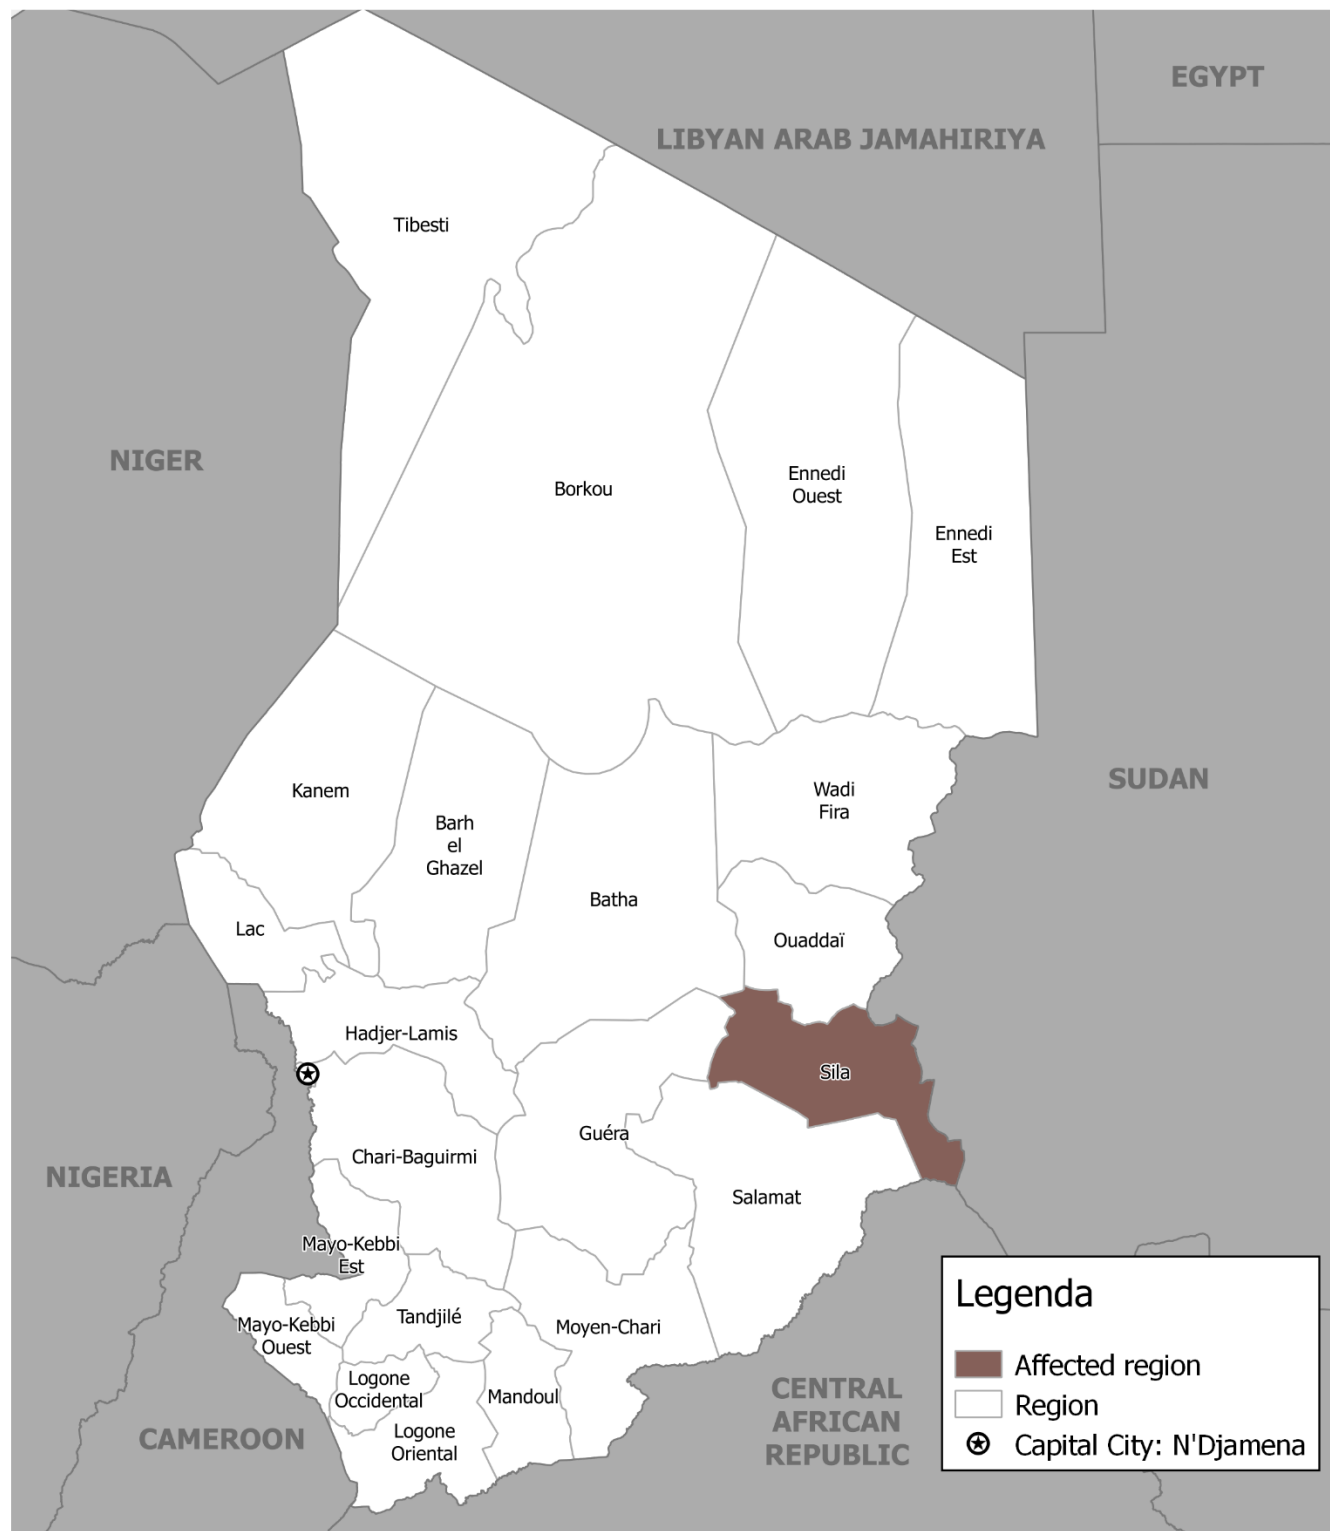 EGYPT
LIBYAN ARAB JAMAHIRIYA
Tibesti
NIGER
Borkou
Ennedi
Ouest
Ennedi
Est
SUDAN
Kanem
Barh
el
Ghazel
Wadi
Fira
Batha
Lac
Ouaddaï
Hadjer-Lamis
Sila
Guéra
Chari-Baguirmi
NIGERIA
Salamat
Mayo-Kebbi
Est
Tandjilé
Mayo-Kebbi
Ouest
Moyen-Chari
Logone
Occidental
Mandoul
Logone
Oriental
CAMEROON
CENTRAL
AFRICAN
REPUBLIC
Legenda
Affected region
Region
Capital City: N'Djamena